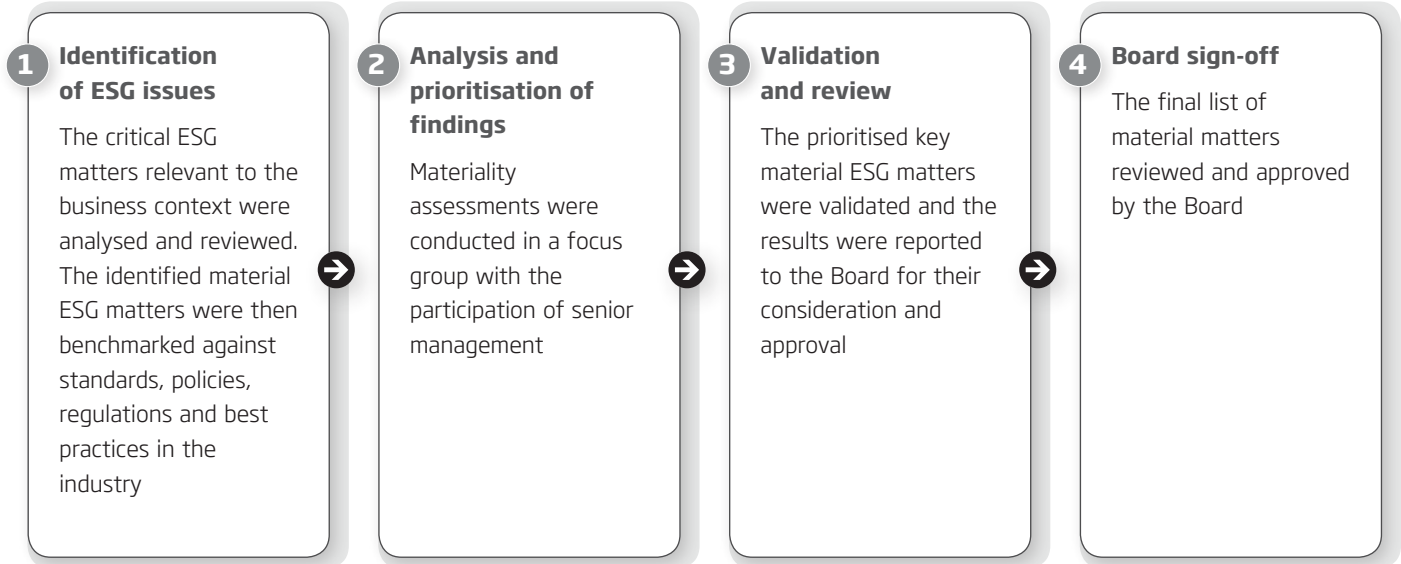 1
Identification
of ESG issues
The critical ESG
matters relevant to the
business context were
analysed and reviewed.
The identified material
ESG matters were then
benchmarked against
standards, policies,
regulations and best
practices in the
industry
2
Analysis and
prioritisation of
findings
Materiality
assessments were
conducted in a focus
group with the
participation of senior
management
3
Validation
and review
The prioritised key
material ESG matters
were validated and the
results were reported
to the Board for their
consideration and
approval
4
Board sign-off
The final list of
material matters
reviewed and approved
by the Board